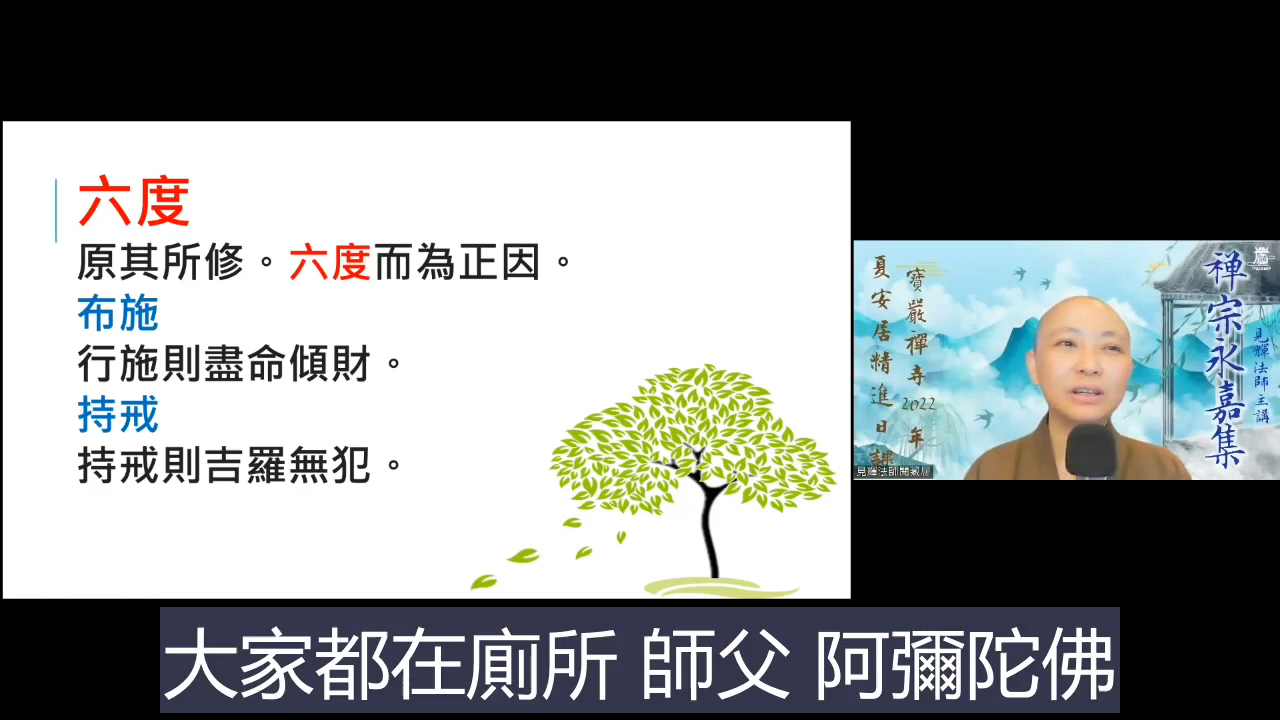 六度
原其所修。六度而為正因。
布施
行施則盡命傾財。
持戒
持戒則吉羅無犯。
寶嚴禪寺2022年
夏安居精進日課
禪宗永嘉集
見輝法師主講
大家都在廁所 師父 阿彌陀佛